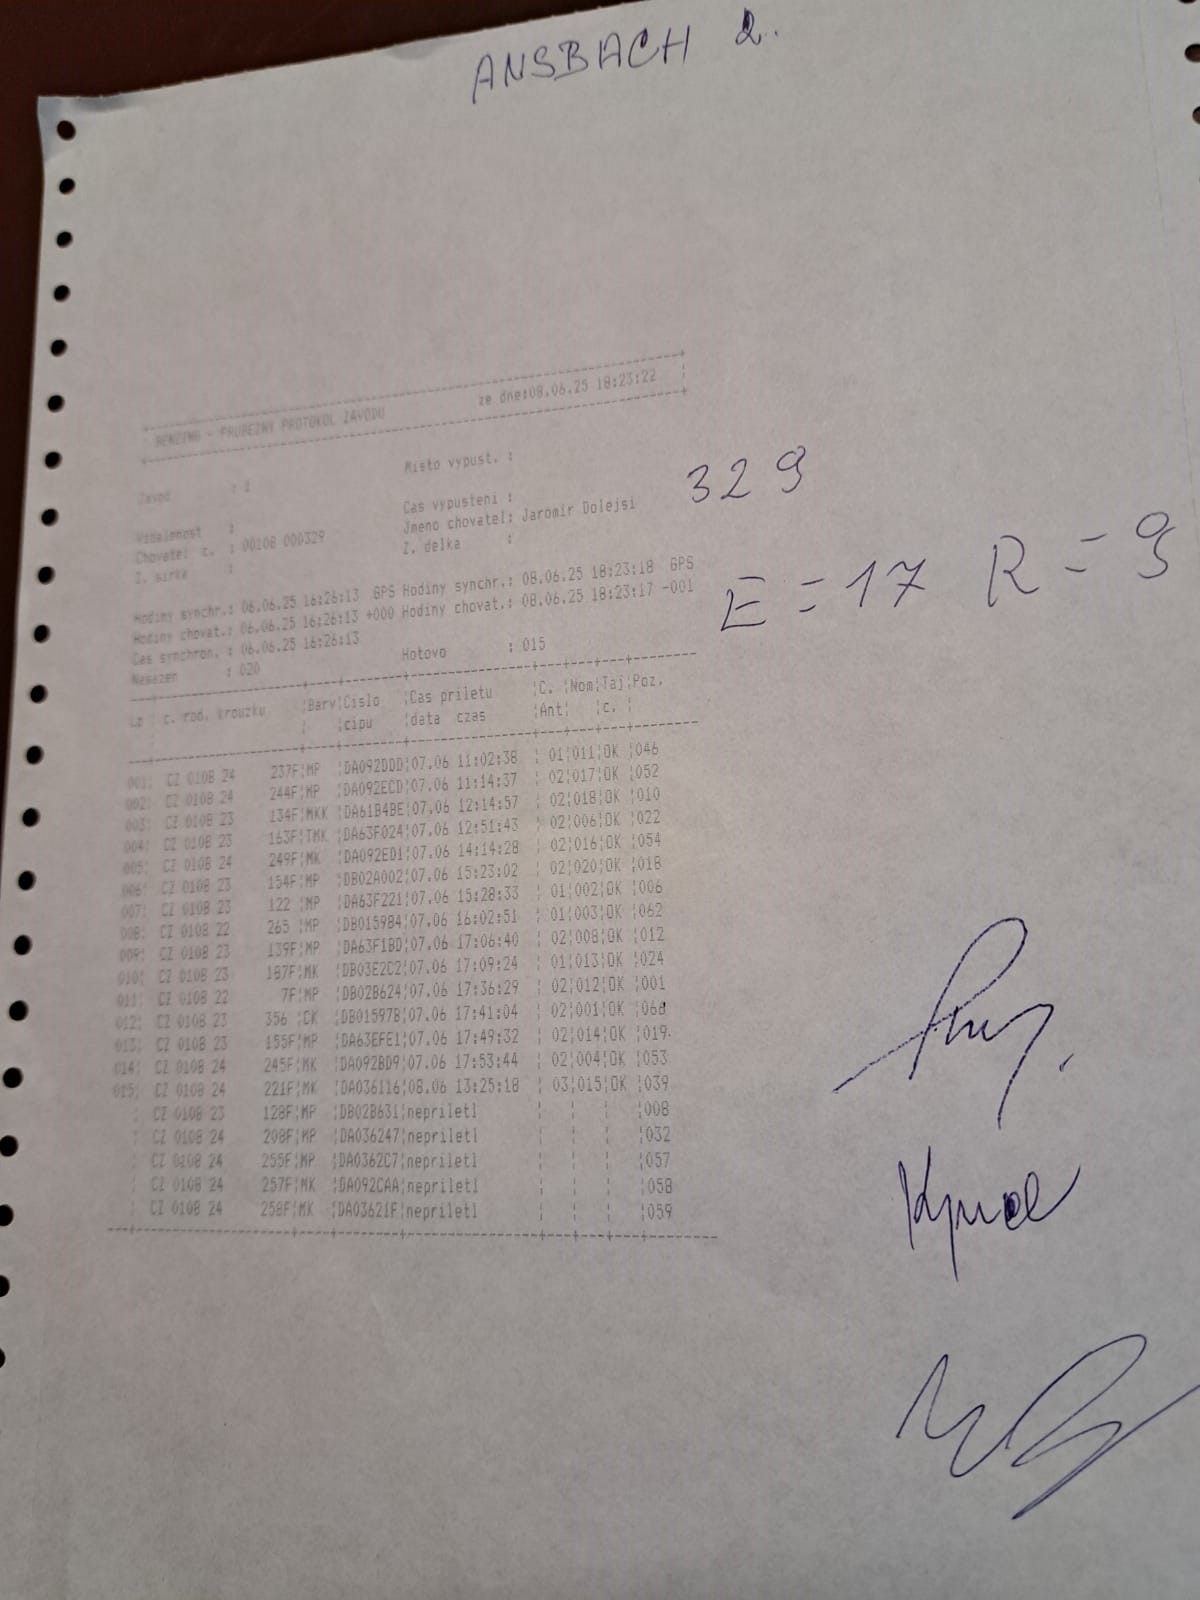 ANSBACH 2.
BENZING - PRUBEZNY PROTOKOL ZAVODU ze dne:08.06.25 18:23:22
Zavod : 1 Misto vypust. :
Cas vypusteni :
Vzdalenost : Jmeno chovatel: Jaromir Dolejsi
Chovatel c. : 00108 000329 Z. delka :
Z. sirka :
329
E = 17 R = 9
Hodiny synchr.: 06.06.25 16:26:13 GPS Hodiny synchr.: 08.06.25 18:23:18 GPS
Hodiny chovat.: 06.06.25 16:26:13 +000 Hodiny chovat.: 08.06.25 18:23:17 -001
Cas synchron. : 06.06.25 16:26:13
Nasazen : 020 Hotovo : 015
Lp ¦ c. rod. krouzku ¦Barv¦Cislo ¦Cas priletu ¦C. ¦Nom¦Taj¦Poz.
¦ ¦cipu ¦data czas ¦Ant¦ ¦c. ¦
001¦ CZ 0108 24 237F¦MP ¦DA092DDD¦07.06 11:02:38 ¦ 01¦011¦OK ¦046
002¦ CZ 0108 24 244F¦MP ¦DA092ECD¦07.06 11:14:37 ¦ 02¦017¦OK ¦052
003¦ CZ 0108 23 134F¦MKK ¦DA61B4BE¦07.06 12:14:57 ¦ 02¦018¦OK ¦010
004¦ CZ 0108 23 163F¦TMK ¦DA63F024¦07.06 12:51:43 ¦ 02¦006¦OK ¦022
005¦ CZ 0108 24 249F¦MK ¦DA092ED1¦07.06 14:14:28 ¦ 02¦016¦OK ¦054
006¦ CZ 0108 23 154F¦MP ¦DB02A002¦07.06 15:23:02 ¦ 02¦020¦OK ¦018
007¦ CZ 0108 23 122 ¦MP ¦DA63F221¦07.06 15:28:33 ¦ 01¦002¦OK ¦006
008¦ CZ 0108 22 265 ¦MP ¦DB015984¦07.06 16:02:51 ¦ 01¦003¦OK ¦062
009¦ CZ 0108 23 139F¦MP ¦DA63F1BD¦07.06 17:06:40 ¦ 02¦008¦OK ¦012
010¦ CZ 0108 23 187F¦MK ¦DB03E2C2¦07.06 17:09:24 ¦ 01¦013¦OK ¦024
011¦ CZ 0108 22 7F¦MP ¦DB02B624¦07.06 17:36:29 ¦ 02¦012¦OK ¦001
012¦ CZ 0108 23 356 ¦CK ¦DB01597B¦07.06 17:41:04 ¦ 02¦001¦OK ¦068
013¦ CZ 0108 23 155F¦MP ¦DA63EFE1¦07.06 17:49:32 ¦ 02¦014¦OK ¦019
014¦ CZ 0108 24 245F¦MK ¦DA092BD9¦07.06 17:53:44 ¦ 02¦004¦OK ¦053
015¦ CZ 0108 24 221F¦MK ¦DA036116¦08.06 13:25:18 ¦ 03¦015¦OK ¦039
¦ CZ 0108 23 128F¦MP ¦DB02B631¦nepriletl ¦ ¦ ¦ ¦008
¦ CZ 0108 24 208F¦MP ¦DA036247¦nepriletl ¦ ¦ ¦ ¦032
¦ CZ 0108 24 255F¦MP ¦DA0362C7¦nepriletl ¦ ¦ ¦ ¦057
¦ CZ 0108 24 257F¦MK ¦DA092CAA¦nepriletl ¦ ¦ ¦ ¦058
¦ CZ 0108 24 258F¦MK ¦DA03621F¦nepriletl ¦ ¦ ¦ ¦059